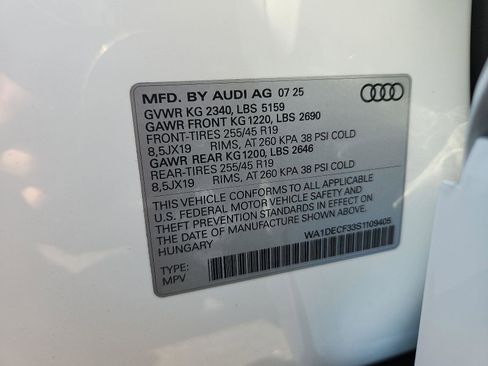 MFD. BY AUDI AG 07 25
GVWR KG 2340, LBS 5159
GAWR FRONT KG 1220, LBS 2690
FRONT-TIRES 255/45 R19
8,5JX19 RIMS, AT 260 KPA 38 PSI COLD
GAWR REAR KG1200, LBS 2646
REAR-TIRES 255/45 R19
8,5JX19 RIMS, AT 260 KPA 38 PSI COLD
THIS VEHICLE CONFORMS TO ALL APPLICABLE
U.S. FEDERAL MOTOR VEHICLE SAFETY AND
THEFT PREVENTION STANDARDS IN EFFECT ON
THE DATE OF MANUFACTURE SHOWN ABOVE.
HUNGARY
WA1DECF33S1109405
TYPE:
MPV